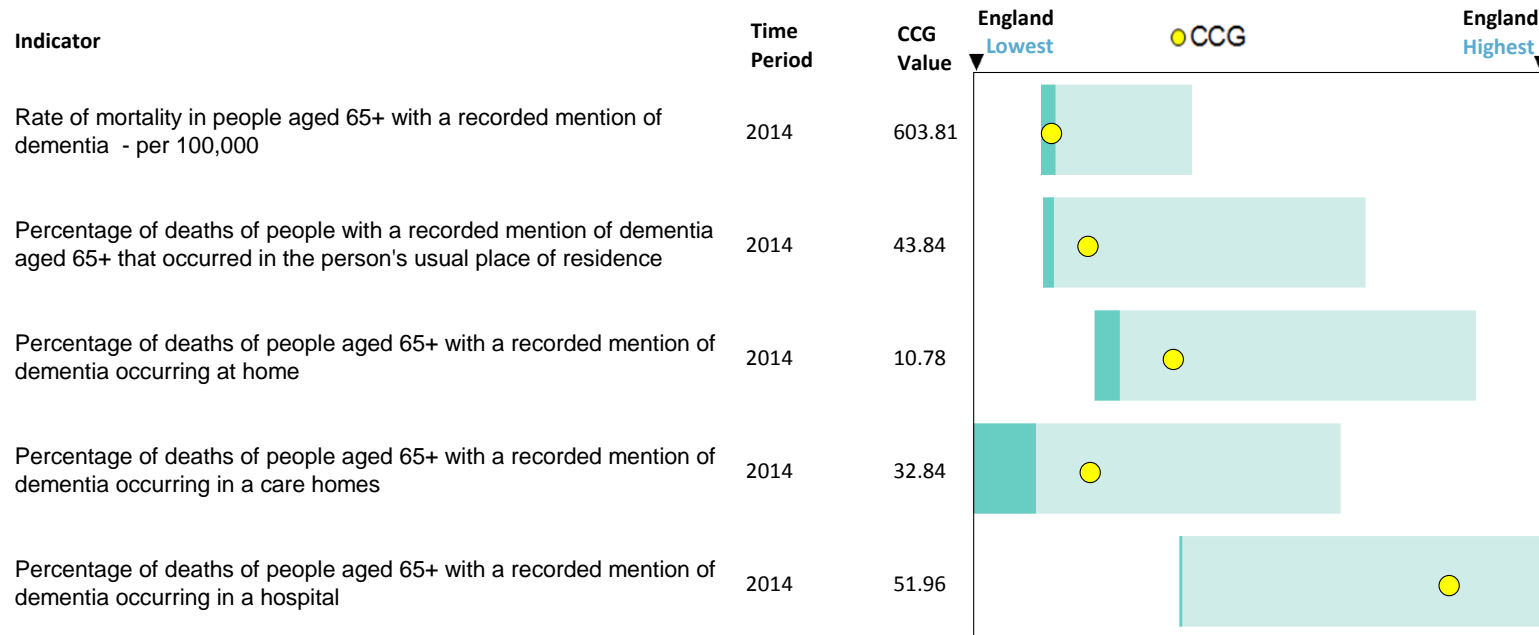 Indicator
Time Period
CCG Value
England Lowest
CCG
England Highest
Rate of mortality in people aged 65+ with a recorded mention of
dementia - per 100,000
2014
603.81
Percentage of deaths of people with a recorded mention of dementia
aged 65+ that occurred in the person's usual place of residence
2014
43.84
Percentage of deaths of people aged 65+ with a recorded mention of
dementia occurring at home
2014
10.78
Percentage of deaths of people aged 65+ with a recorded mention of
dementia occurring in a care homes
2014
32.84
Percentage of deaths of people aged 65+ with a recorded mention of
dementia occurring in a hospital
2014
51.96